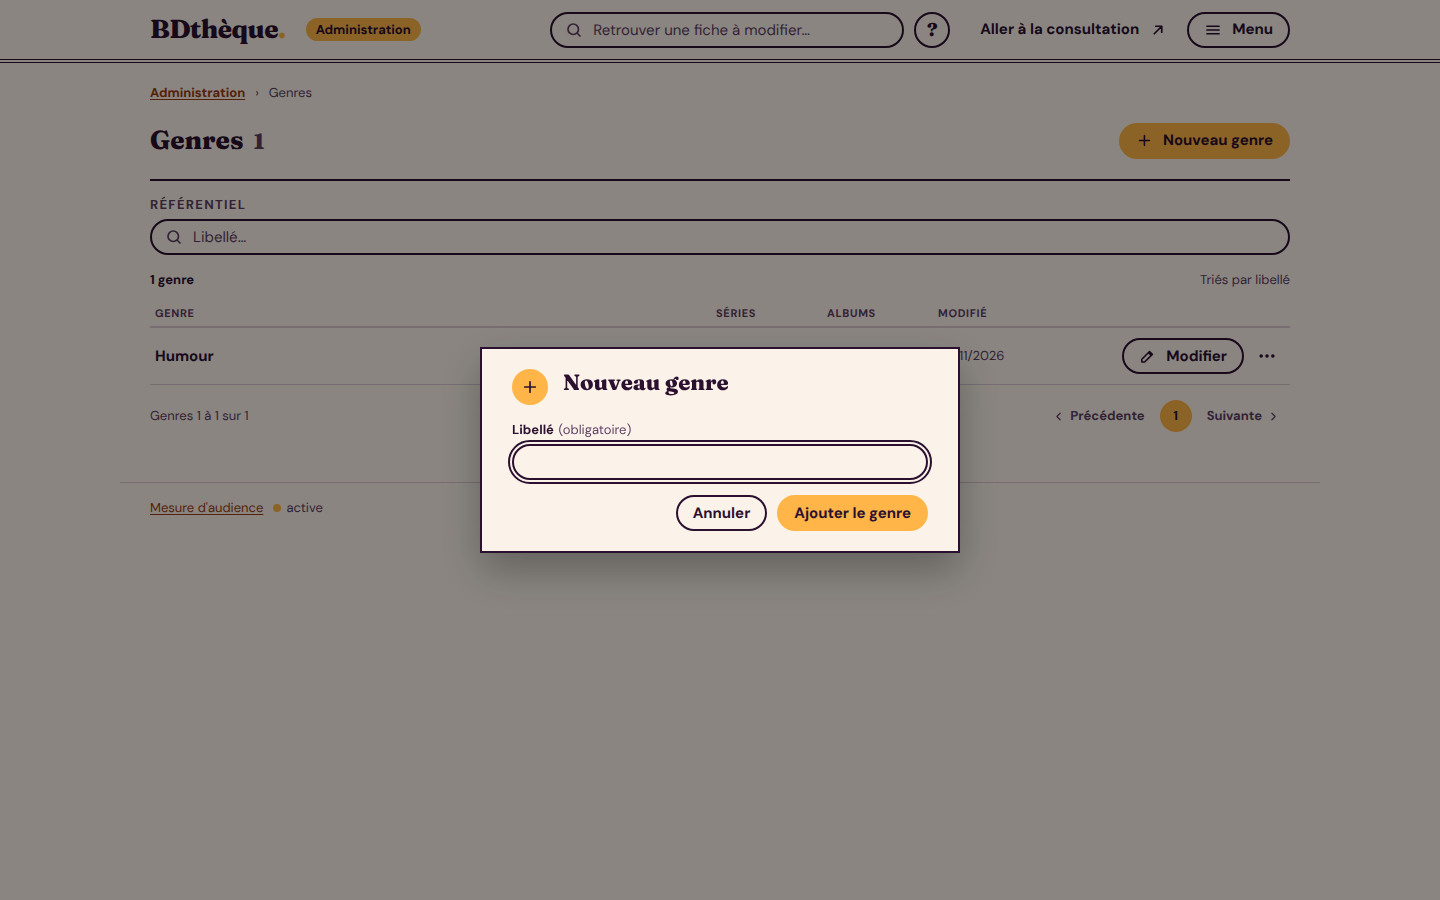 BDthèque. Administration Retrouver une fiche à modifier... ? Aller à la consultation Menu
Administration › Genres
Genres 1 Nouveau genre
RÉFÉRENTIEL
Libellé...
1 genre Triés par libellé
GENRE SÉRIES ALBUMS MODIFIÉ
Humour 11/2026 Modifier
Nouveau genre
Libellé (obligatoire)
Annuler Ajouter le genre
Genres 1 à 1 sur 1 Précédente 1 Suivante
Mesure d'audience active